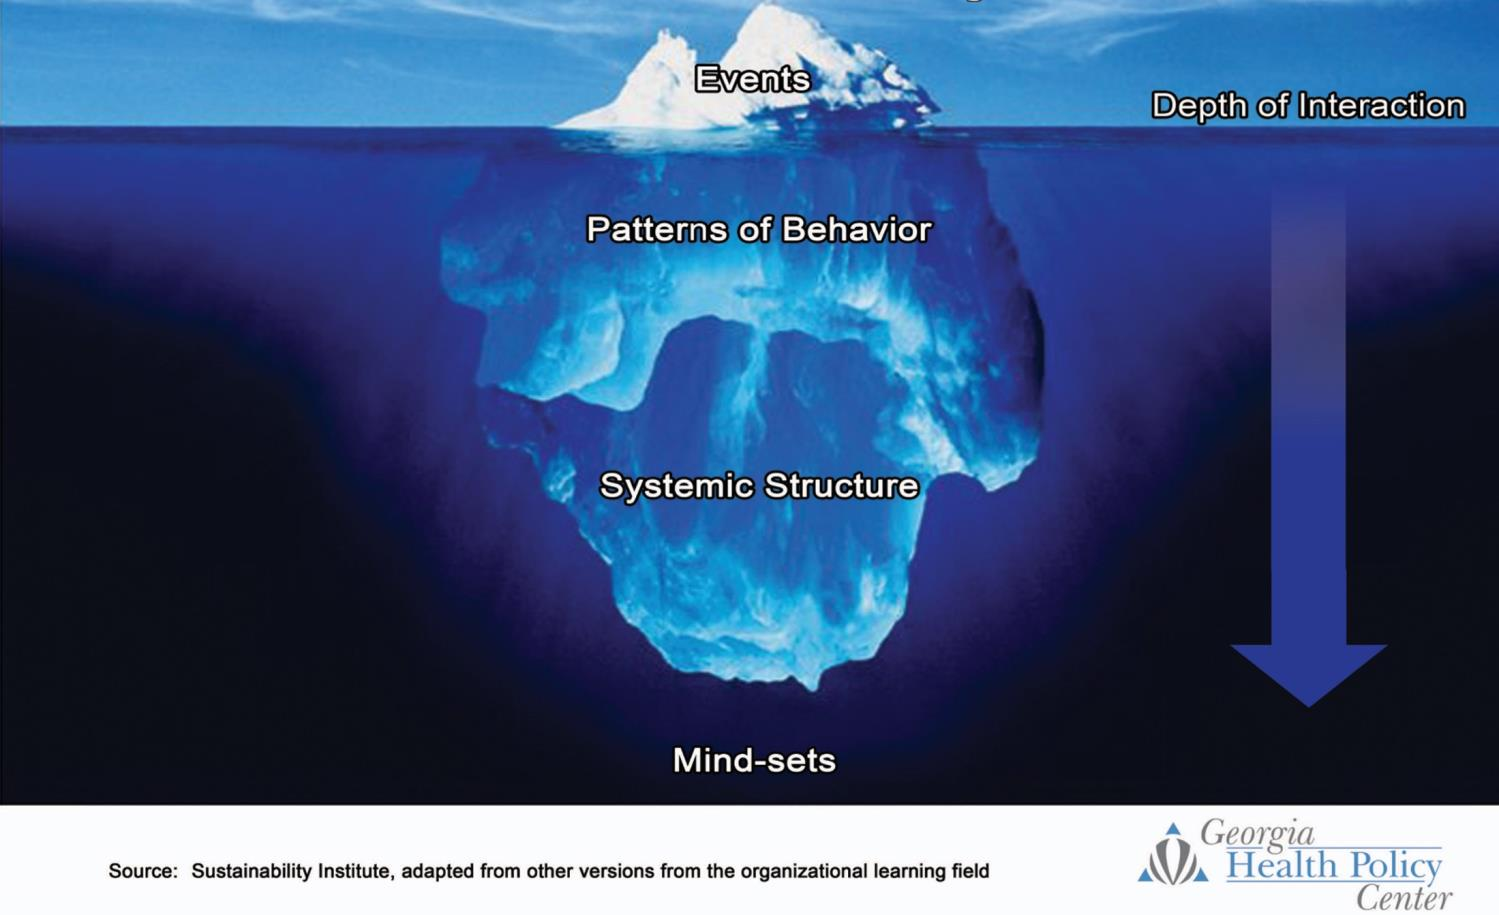 Events
Depth of Interaction
Patterns of Behavior
Systemic Structure
Mind-sets
Source: Sustainability Institute, adapted from other versions from the organizational learning field
Georgia
Health Policy
Center